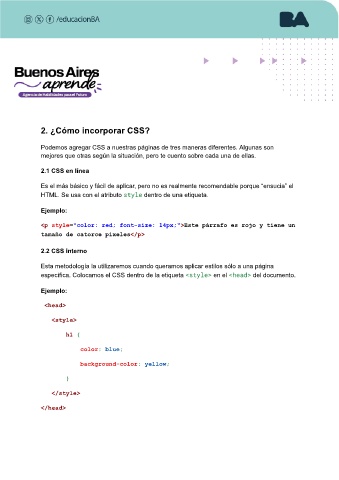 /educacionBA
BA
Buenos Aires
aprende
Agencia de Habilidades para el Futuro
2. ¿Cómo incorporar CSS?
Podemos agregar CSS a nuestras páginas de tres maneras diferentes. Algunas son
mejores que otras según la situación, pero te cuento sobre cada una de ellas.
2.1 CSS en línea
Es el más básico y fácil de aplicar, pero no es realmente recomendable porque “ensucia” el
HTML. Se usa con el atributo style dentro de una etiqueta.
Ejemplo:
<p style="color: red; font-size: 14px;">Este párrafo es rojo y tiene un
tamaño de catorce píxeles</p>
2.2 CSS Interno
Esta metodología la utilizaremos cuando queramos aplicar estilos sólo a una página
específica. Colocamos el CSS dentro de la etiqueta <style> en el <head> del documento.
Ejemplo:
<head>
<style>
h1 {
color: blue;
background-color: yellow;
}
</style>
</head>